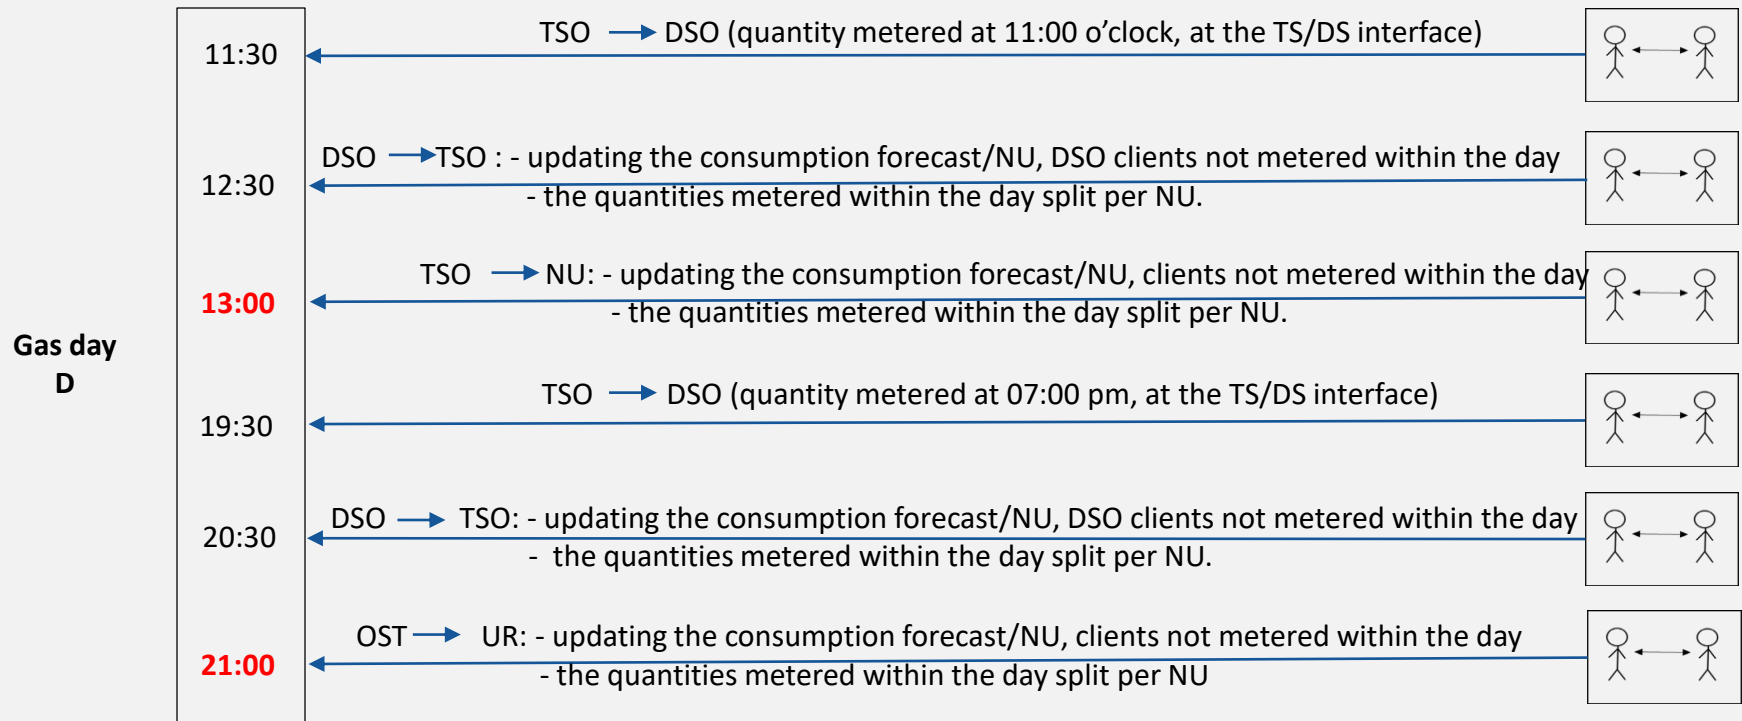 TSO DSO (quantity metered at 11:00 o’clock, at the TS/DS interface)
11:30
DSO TSO : - updating the consumption forecast/NU, DSO clients not metered within the day
12:30
- the quantities metered within the day split per NU.
TSO NU: - updating the consumption forecast/NU, clients not metered within the day
13:00
- the quantities metered within the day split per NU.
Gas day
D
TSO DSO (quantity metered at 07:00 pm, at the TS/DS interface)
19:30
DSO TSO: - updating the consumption forecast/NU, DSO clients not metered within the day
20:30
- the quantities metered within the day split per NU.
OST UR: - updating the consumption forecast/NU, clients not metered within the day
21:00
- the quantities metered within the day split per NU